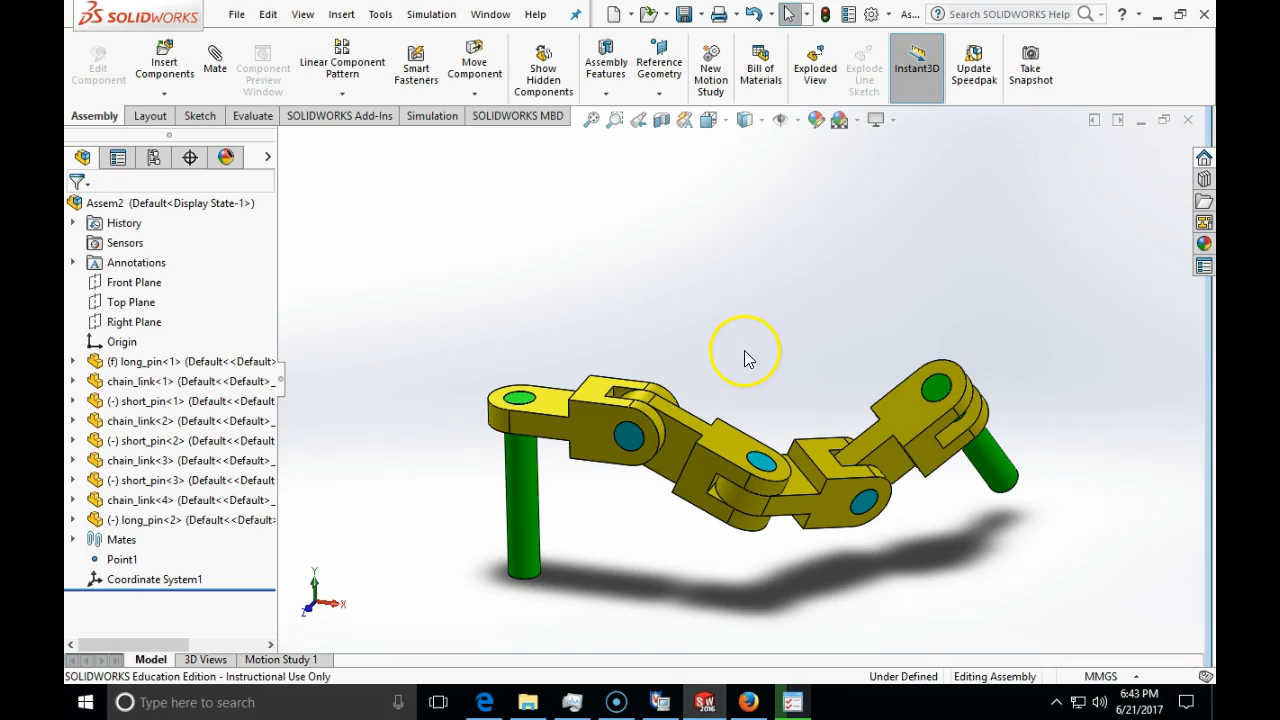 SOLIDWORKS File Edit View Insert Tools Simulation Window Help As... Search SOLIDWORKS Help ?
Edit Component
Insert Components
Mate
Component Preview Window
Linear Component Pattern
Smart Fasteners
Move Component
Show Hidden Components
Assembly Features
Reference Geometry
New Motion Study
Bill of Materials
Exploded View
Explode Line Sketch
Instant3D
Update Speedpak
Take Snapshot
Assembly Layout Sketch Evaluate SOLIDWORKS Add-Ins Simulation SOLIDWORKS MBD
Assem2 (Default<Display State-1>)
History
Sensors
A Annotations
Front Plane
Top Plane
Right Plane
Origin
(f) long_pin<1> (Default<<Default>
chain_link<1> (Default<<Default>_
(-) short_pin<1> (Default<<Default
chain_link<2> (Default<<Default>_
(-) short_pin<2> (Default<<Default
chain_link<3> (Default<<Default>_
(-) short_pin<3> (Default<<Default
chain_link<4> (Default<<Default>_
(-) long_pin<2> (Default<<Default>
Mates
Point1
Coordinate System1
Y
X
Z
Model 3D Views Motion Study 1
SOLIDWORKS Education Edition - Instructional Use Only Under Defined Editing Assembly MMGS
Type here to search
SW
2016
6:43 PM
6/21/2017